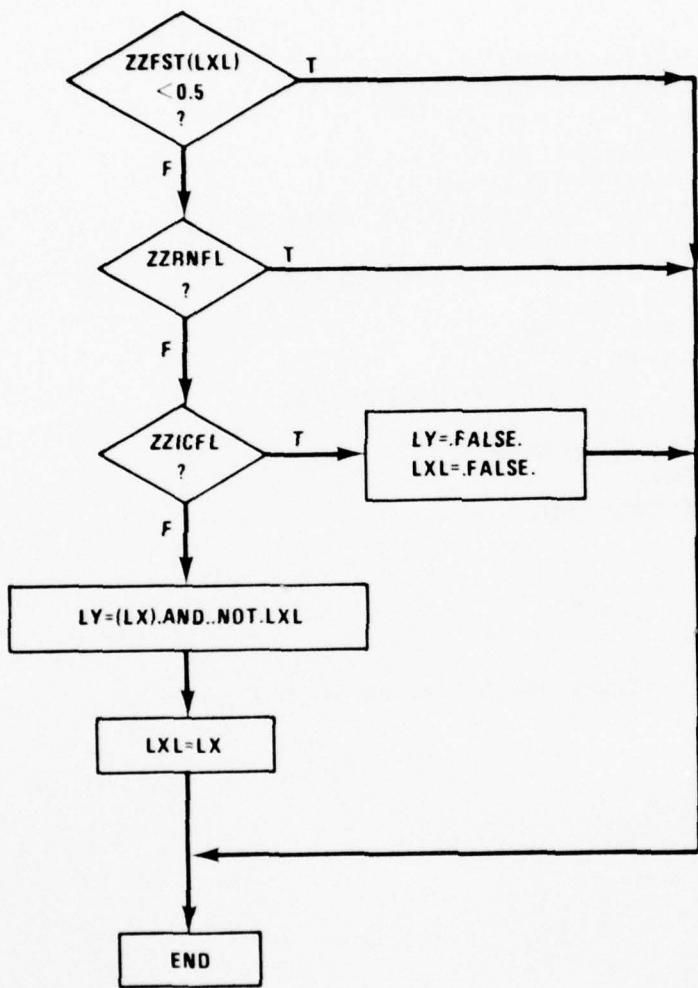 ZZFST(LXL)
<0.5
?
T
F
ZZRNFL
?
T
F
ZZICFL
?
T
LY=.FALSE.
LXL=.FALSE.
F
LY=(LX).AND..NOT.LXL
LXL=LX
END